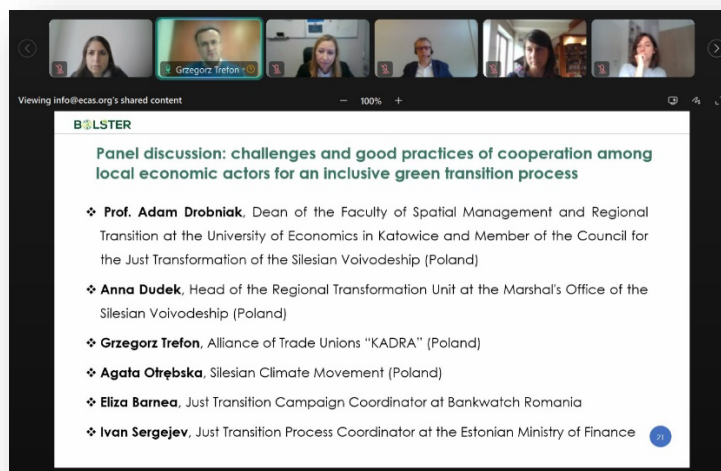 Grzegorz Trefon
Viewing info@ecas.org's shared content
100%
BOLSTER
Panel discussion: challenges and good practices of cooperation among
local economic actors for an inclusive green transition process
Prof. Adam Drobniak, Dean of the Faculty of Spatial Management and Regional
Transition at the University of Economics in Katowice and Member of the Council for
the Just Transformation of the Silesian Voivodeship (Poland)
Anna Dudek, Head of the Regional Transformation Unit at the Marshal's Office of the
Silesian Voivodeship (Poland)
Grzegorz Trefon, Alliance of Trade Unions “KADRA” (Poland)
Agata Otrębska, Silesian Climate Movement (Poland)
Eliza Barnea, Just Transition Campaign Coordinator at Bankwatch Romania
Ivan Sergejev, Just Transition Process Coordinator at the Estonian Ministry of Finance
21